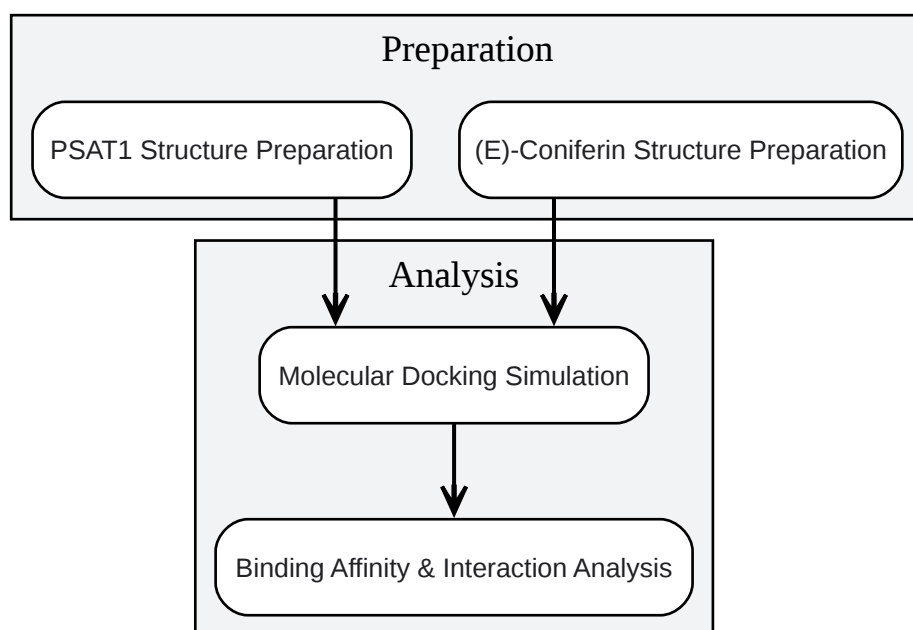 Preparation
PSAT1 Structure Preparation
(E)-Coniferin Structure Preparation
Analysis
Molecular Docking Simulation
Binding Affinity & Interaction Analysis